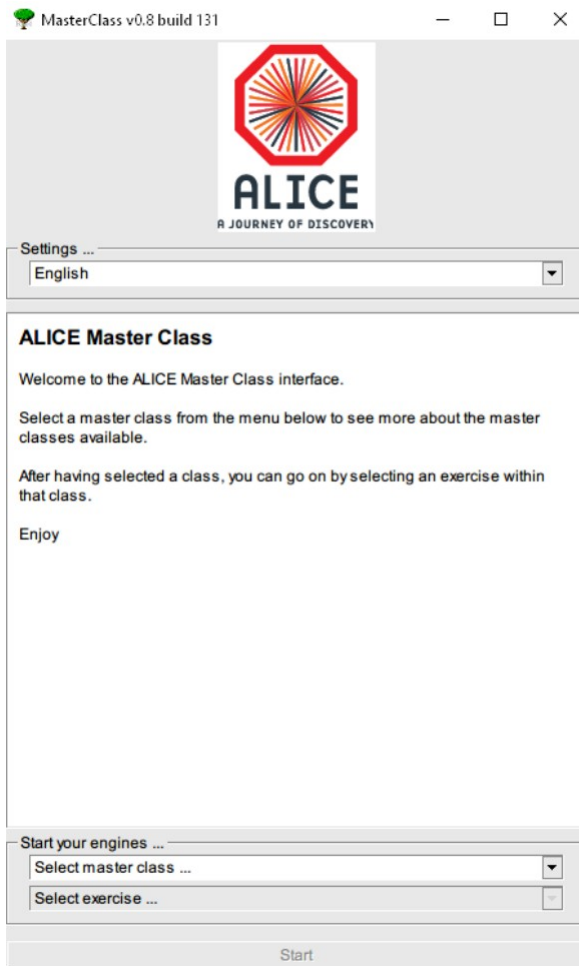 MasterClass v0.8 build 131
ALICE
A JOURNEY OF DISCOVERY
Settings ...
English
ALICE Master Class
Welcome to the ALICE Master Class interface.
Select a master class from the menu below to see more about the master
classes available.
After having selected a class, you can go on by selecting an exercise within
that class.
Enjoy
Start your engines ...
Select master class ...
Select exercise ...
Start